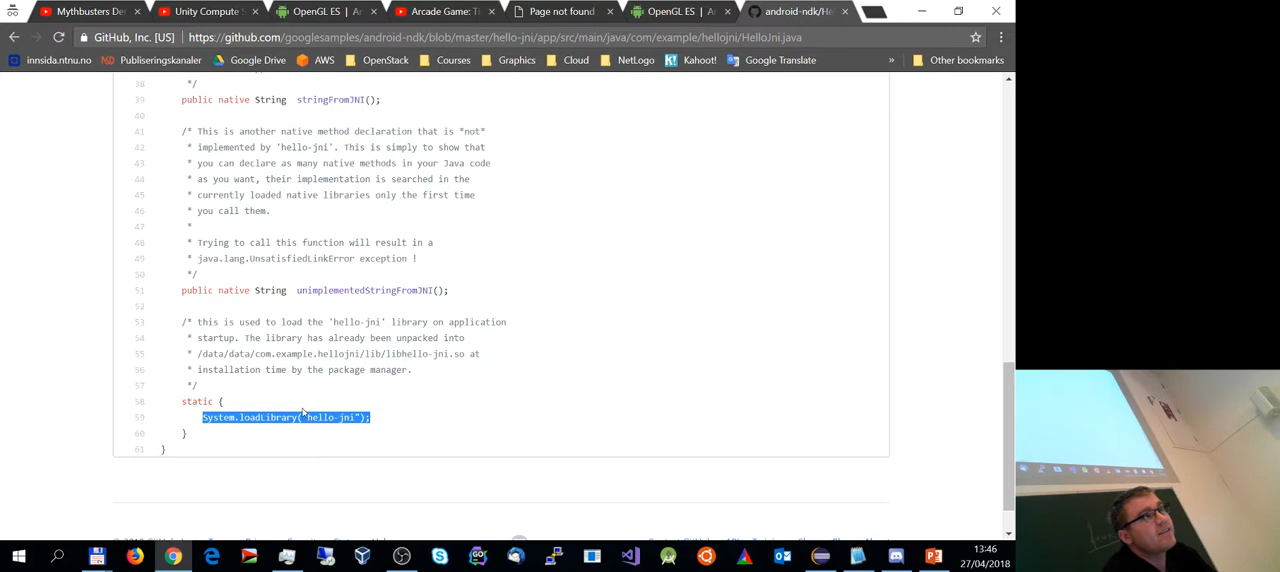 Mythbusters De
Unity Compute S
OpenGL ES | A
Arcade Game: Ti
Page not found
OpenGL ES | A
android-ndk/He
GitHub, Inc. [US] https://github.com/googlesamples/android-ndk/blob/master/hello-jni/app/src/main/java/com/example/hellojni/HelloJni.java
innsida.ntnu.no Publiseringskanaler Google Drive AWS OpenStack Courses Graphics Cloud NetLogo Kahoot! Google Translate » Other bookmarks
38 */
39 public native String stringFromJNI();
40
41 /* This is another native method declaration that is *not*
42 * implemented by 'hello-jni'. This is simply to show that
43 * you can declare as many native methods in your Java code
44 * as you want, their implementation is searched in the
45 * currently loaded native libraries only the first time
46 * you call them.
47 *
48 * Trying to call this function will result in a
49 * java.lang.UnsatisfiedLinkError exception !
50 */
51 public native String unimplementedStringFromJNI();
52
53 /* this is used to load the 'hello-jni' library on application
54 * startup. The library has already been unpacked into
55 * /data/data/com.example.hellojni/lib/libhello-jni.so at
56 * installation time by the package manager.
57 */
58 static {
59 System.loadLibrary("hello-jni");
60 }
61 }
13:46
27/04/2018